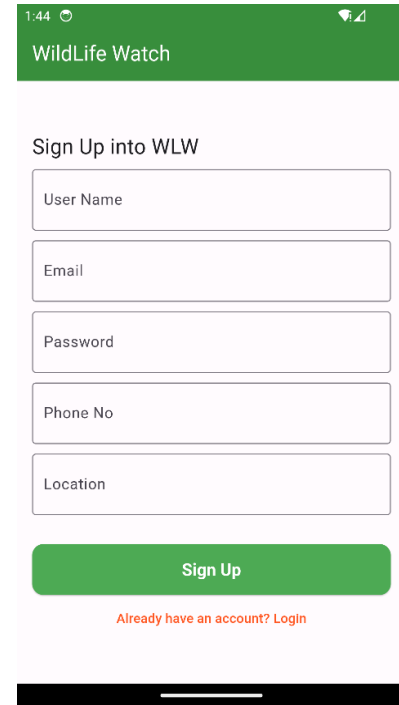 1:44
WildLife Watch
Sign Up into WLW
User Name
Email
Password
Phone No
Location
Sign Up
Already have an account? Login